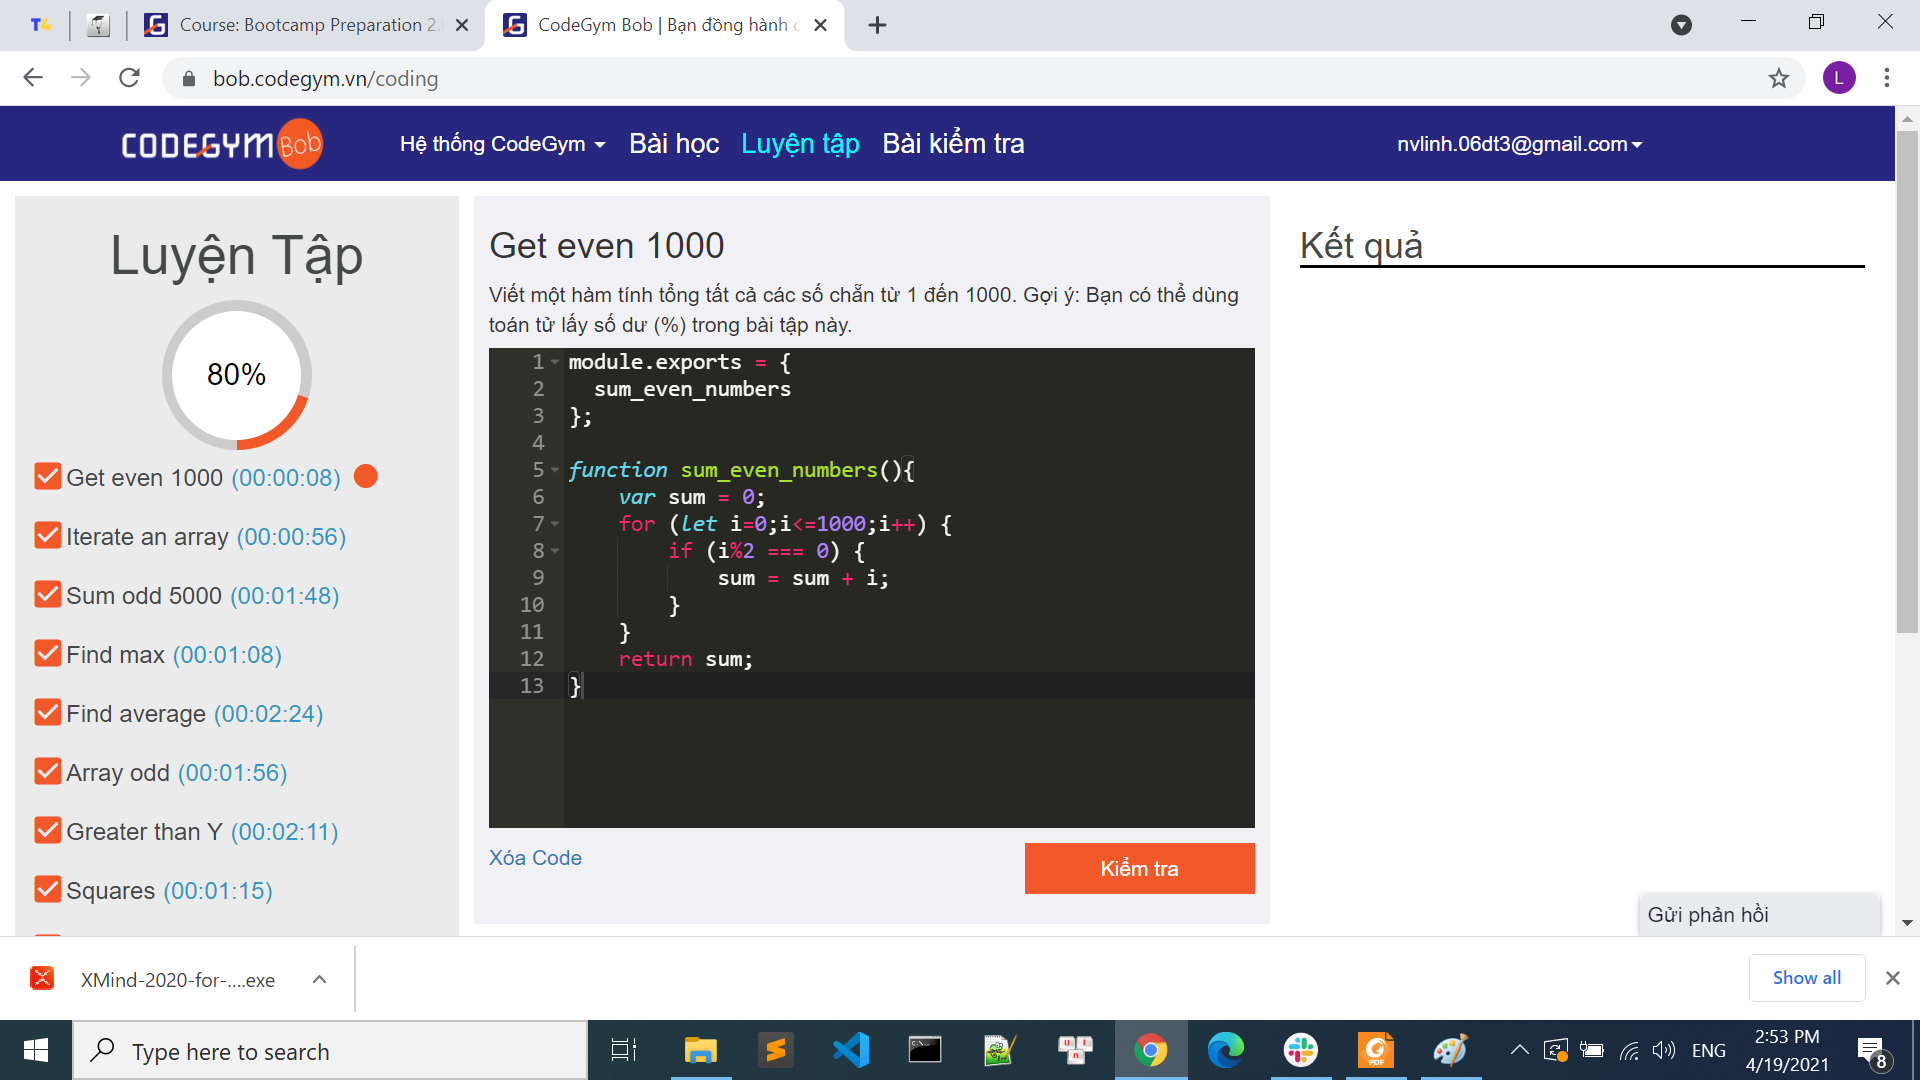 Course: Bootcamp Preparation 2.
CodeGym Bob | Bạn đồng hành c
bob.codegym.vn/coding
L
CODEGYM Bob
Hệ thống CodeGym
Bài học
Luyện tập
Bài kiểm tra
nvlinh.06dt3@gmail.com
Luyện Tập
80%
Get even 1000 (00:00:08)
Iterate an array (00:00:56)
Sum odd 5000 (00:01:48)
Find max (00:01:08)
Find average (00:02:24)
Array odd (00:01:56)
Greater than Y (00:02:11)
Squares (00:01:15)
Get even 1000
Viết một hàm tính tổng tất cả các số chẵn từ 1 đến 1000. Gợi ý: Bạn có thể dùng
toán tử lấy số dư (%) trong bài tập này.
1 module.exports = {
2 sum_even_numbers
3 };
4
5 function sum_even_numbers(){
6 var sum = 0;
7 for (let i=0;i<=1000;i++) {
8 if (i%2 === 0) {
9 sum = sum + i;
10 }
11 }
12 return sum;
13 }
Xóa Code
Kiểm tra
Kết quả
Gửi phản hồi
XMind-2020-for-....exe
Show all
Type here to search
ENG
2:53 PM
4/19/2021
8